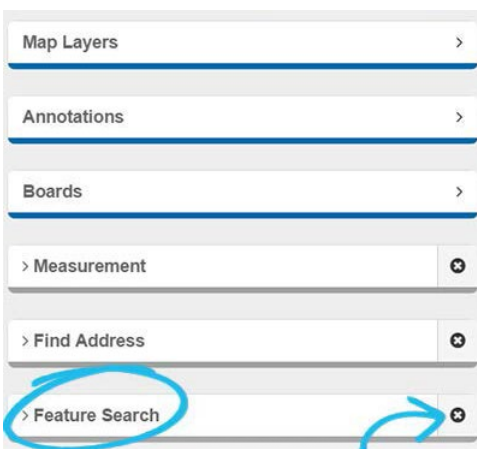 Map Layers
Annotations
Boards
Measurement
Find Address
Feature Search